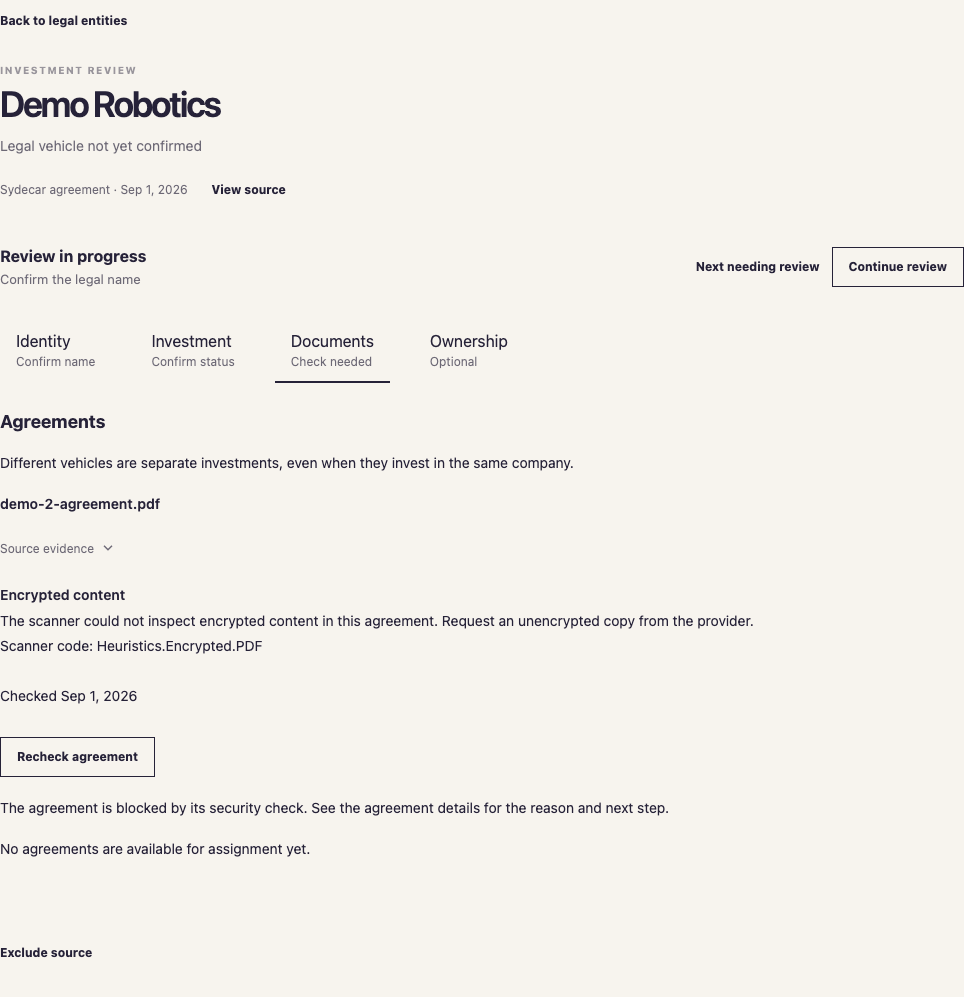 Back to legal entities
INVESTMENT REVIEW
Demo Robotics
Legal vehicle not yet confirmed
Sydecar agreement · Sep 1, 2026 View source
Review in progress
Confirm the legal name
Next needing review Continue review
Identity Investment Documents Ownership
Confirm name Confirm status Check needed Optional
Agreements
Different vehicles are separate investments, even when they invest in the same company.
demo-2-agreement.pdf
Source evidence
Encrypted content
The scanner could not inspect encrypted content in this agreement. Request an unencrypted copy from the provider.
Scanner code: Heuristics.Encrypted.PDF
Checked Sep 1, 2026
Recheck agreement
The agreement is blocked by its security check. See the agreement details for the reason and next step.
No agreements are available for assignment yet.
Exclude source